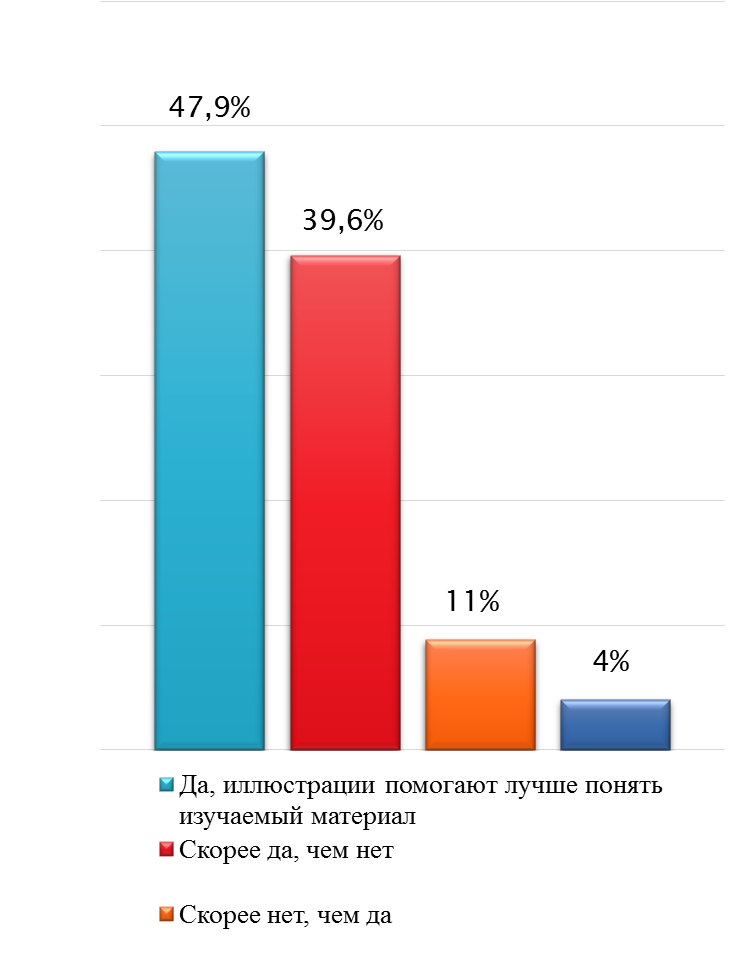 47,9%
39,6%
11%
4%
Да, иллюстрации помогают лучше понять
изучаемый материал
Скорее да, чем нет
Скорее нет, чем да